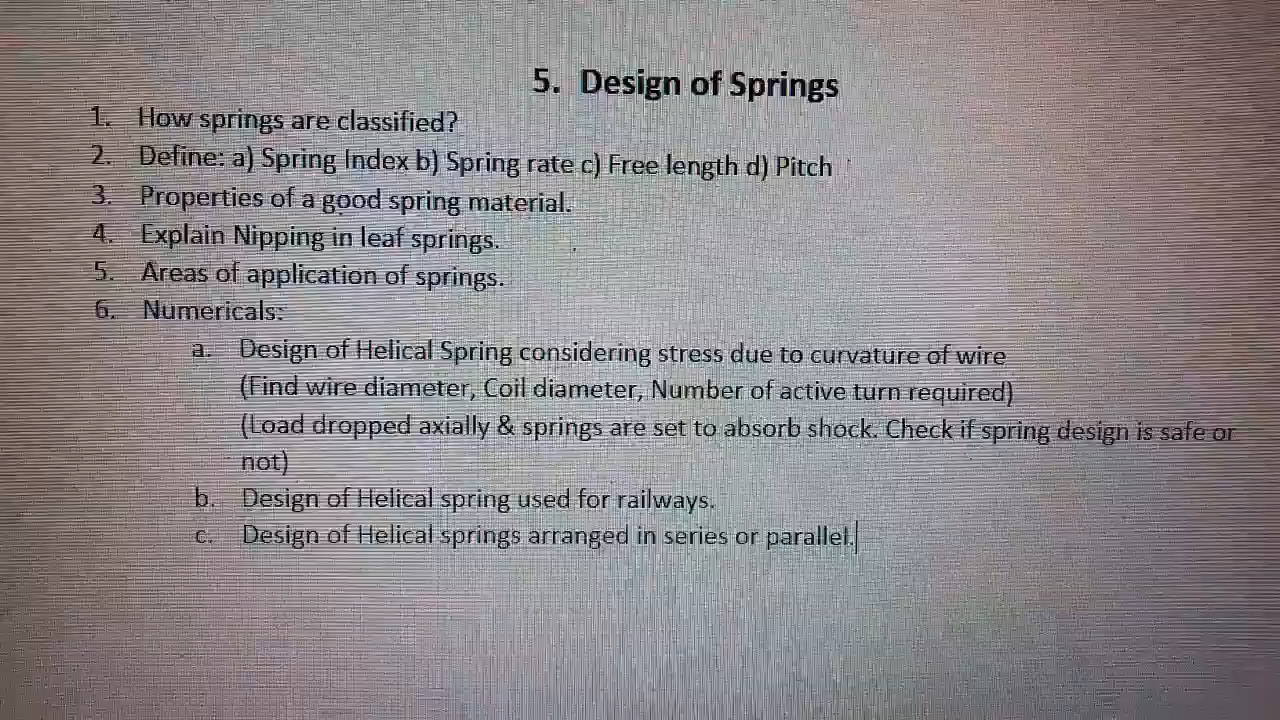 5. Design of Springs
1. How springs are classified?
2. Define: a) Spring Index b) Spring rate c) Free length d) Pitch
3. Properties of a good spring material.
4. Explain Nipping in leaf springs.
5. Areas of application of springs.
6. Numericals:
a. Design of Helical Spring considering stress due to curvature of wire
(Find wire diameter, Coil diameter, Number of active turn required)
(Load dropped axially & springs are set to absorb shock. Check if spring design is safe or
not)
b. Design of Helical spring used for railways.
c. Design of Helical springs arranged in series or parallel.